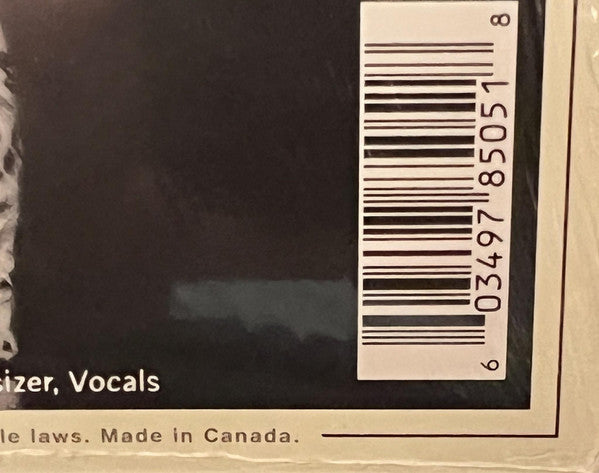 6 03497 85051 8
sizer, Vocals
le laws. Made in Canada.